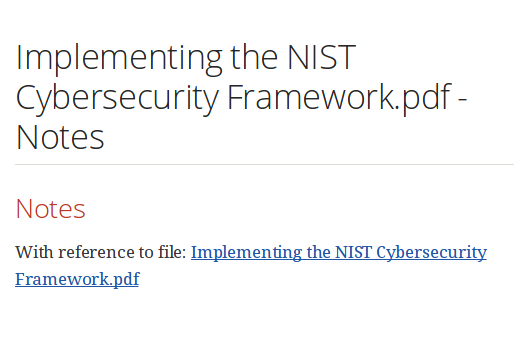 Implementing the NIST
Cybersecurity Framework.pdf -
Notes
Notes
With reference to file: Implementing the NIST Cybersecurity
Framework.pdf